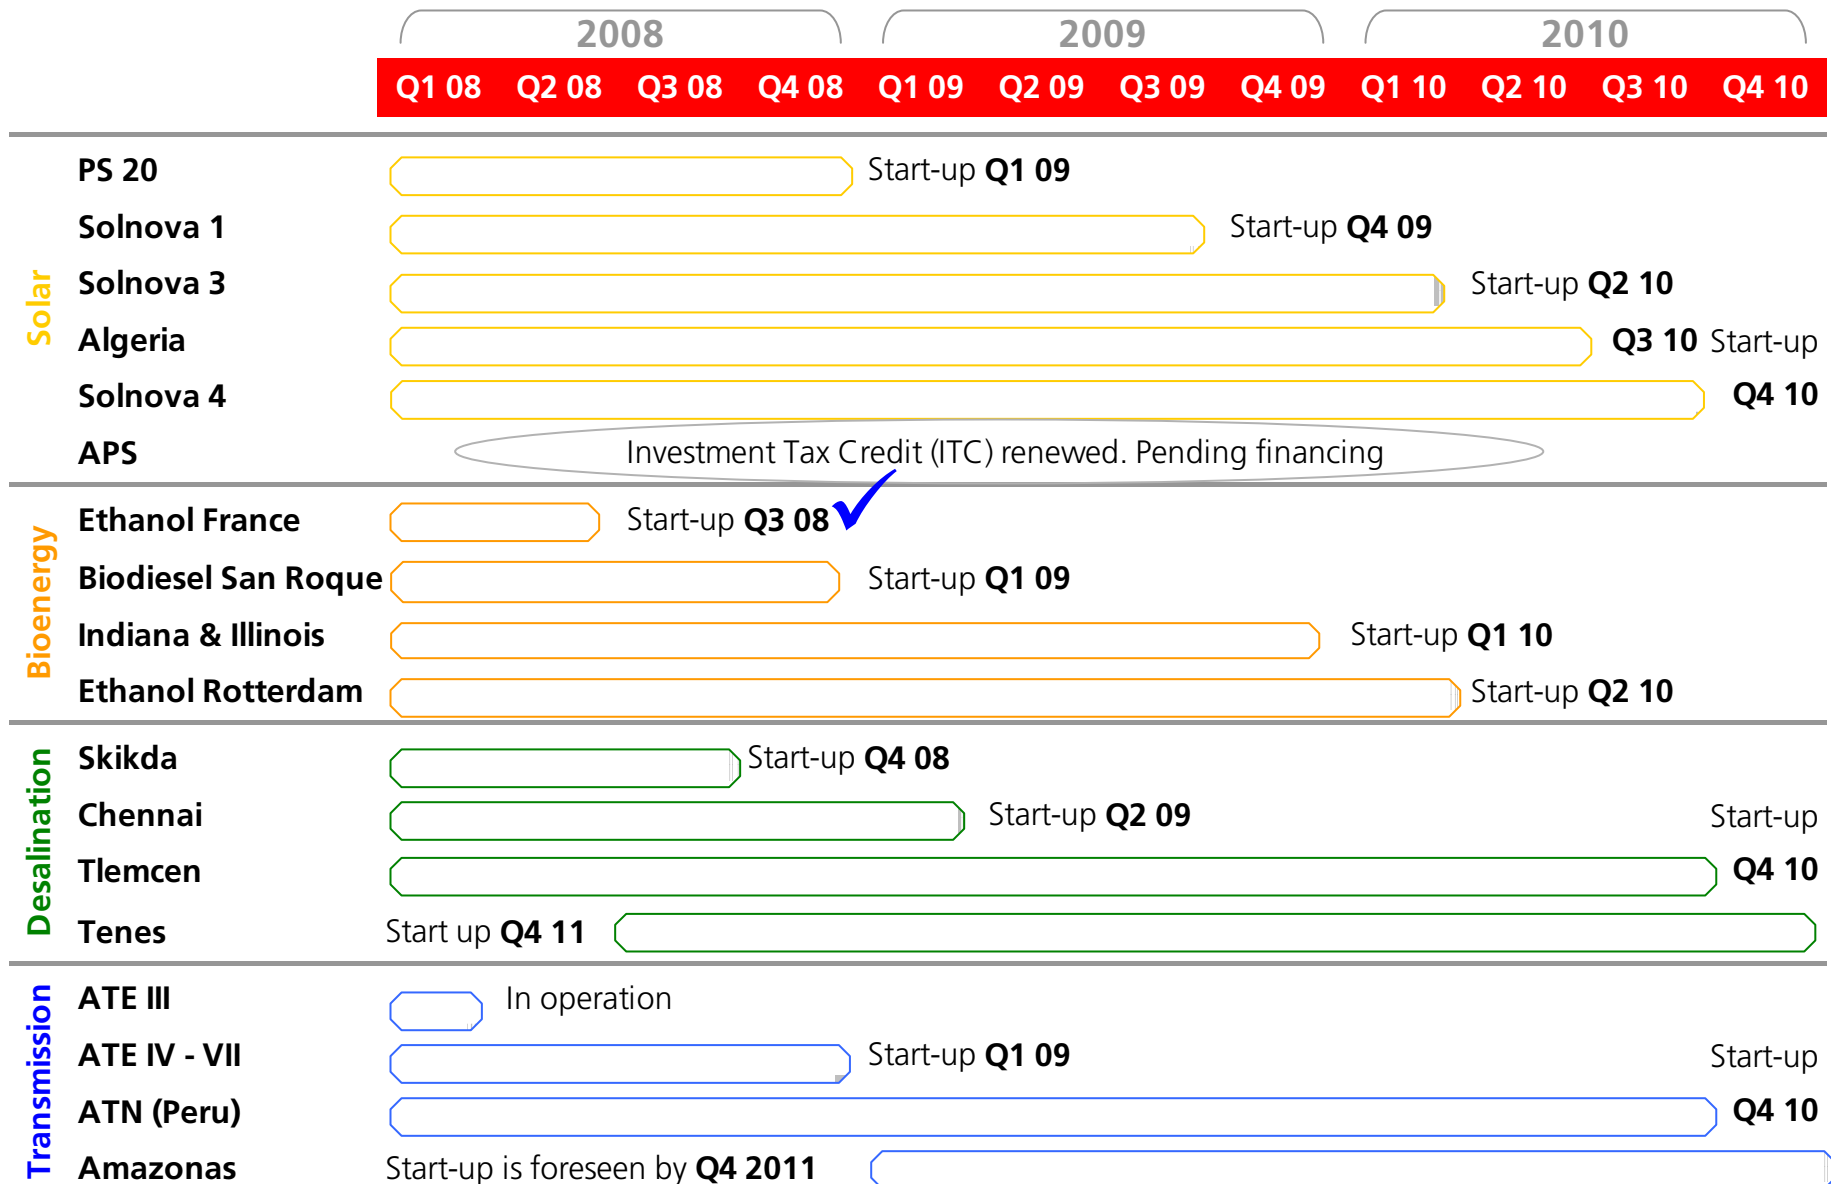 2008 2009 2010
Q1 08 Q2 08 Q3 08 Q4 08 Q1 09 Q2 09 Q3 09 Q4 09 Q1 10 Q2 10 Q3 10 Q4 10
Solar
PS 20 Start-up Q1 09
Solnova 1 Start-up Q4 09
Solnova 3 Start-up Q2 10
Algeria Q3 10 Start-up
Solnova 4 Q4 10
APS Investment Tax Credit (ITC) renewed. Pending financing
Bioenergy
Ethanol France Start-up Q3 08
Biodiesel San Roque Start-up Q1 09
Indiana & Illinois Start-up Q1 10
Ethanol Rotterdam Start-up Q2 10
Desalination
Skikda Start-up Q4 08
Chennai Start-up Q2 09 Start-up
Tlemcen Q4 10
Tenes Start up Q4 11
Transmission
ATE III In operation
ATE IV - VII Start-up Q1 09 Start-up
ATN (Peru) Q4 10
Amazonas Start-up is foreseen by Q4 2011